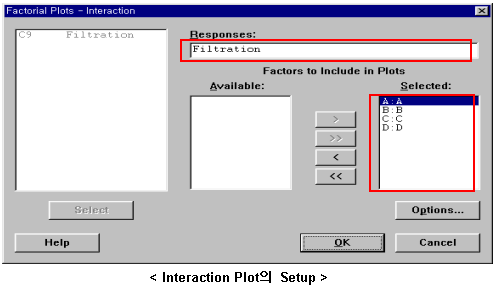 Factorial Plots - Interaction
C9 Filtration
Responses:
Filtration
Factors to Include in Plots
Available:
Selected:
A:A
B:B
C:C
D:D
>
>>
<
<<
Select
Options...
Help
OK
Cancel
< Interaction Plot의 Setup >